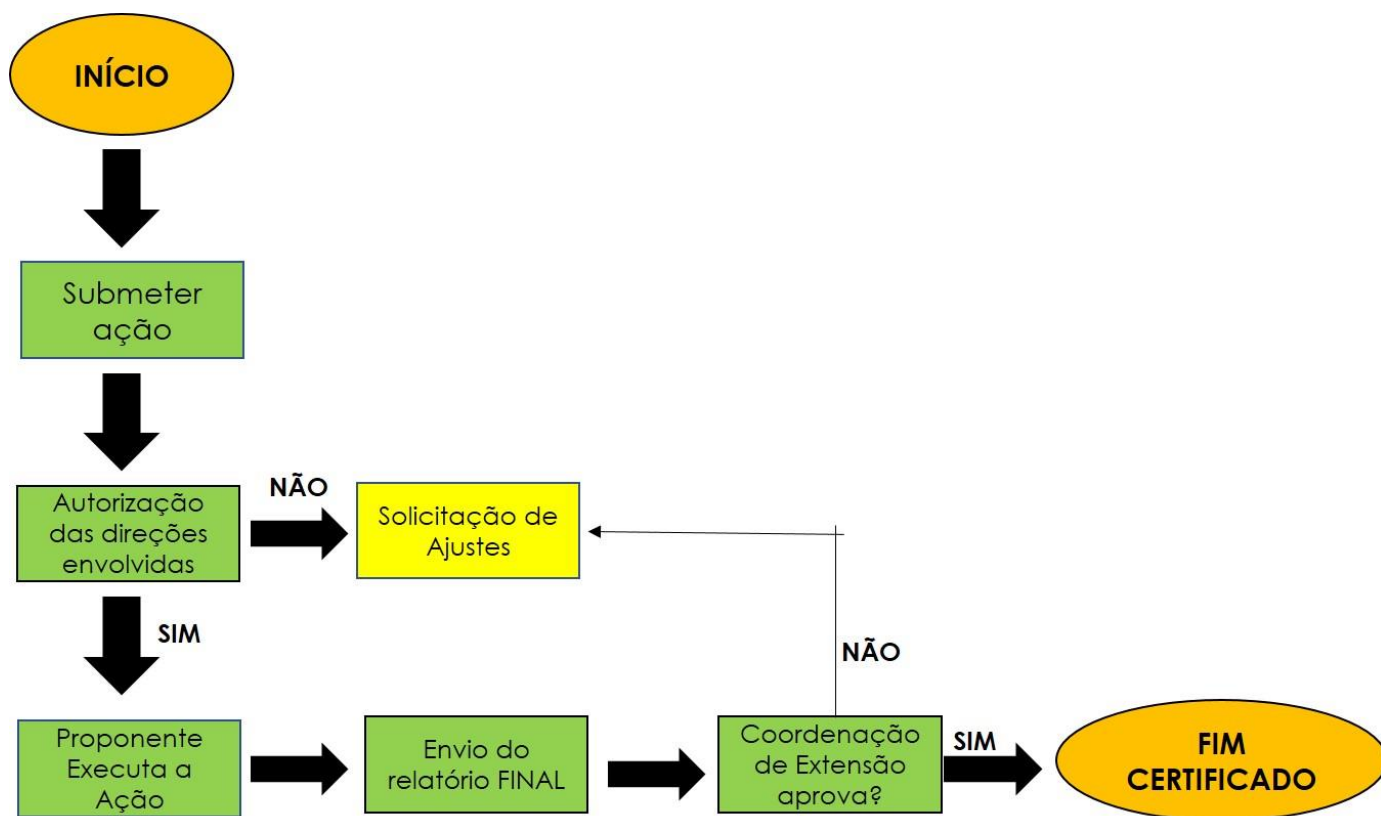 INÍCIO
Submeter
ação
Autorização
das direções
envolvidas
NÃO
Solicitação de
Ajustes
SIM
NÃO
Proponente
Executa a
Ação
Envio do
relatório FINAL
Coordenação
de Extensão
aprova?
SIM
FIM
CERTIFICADO